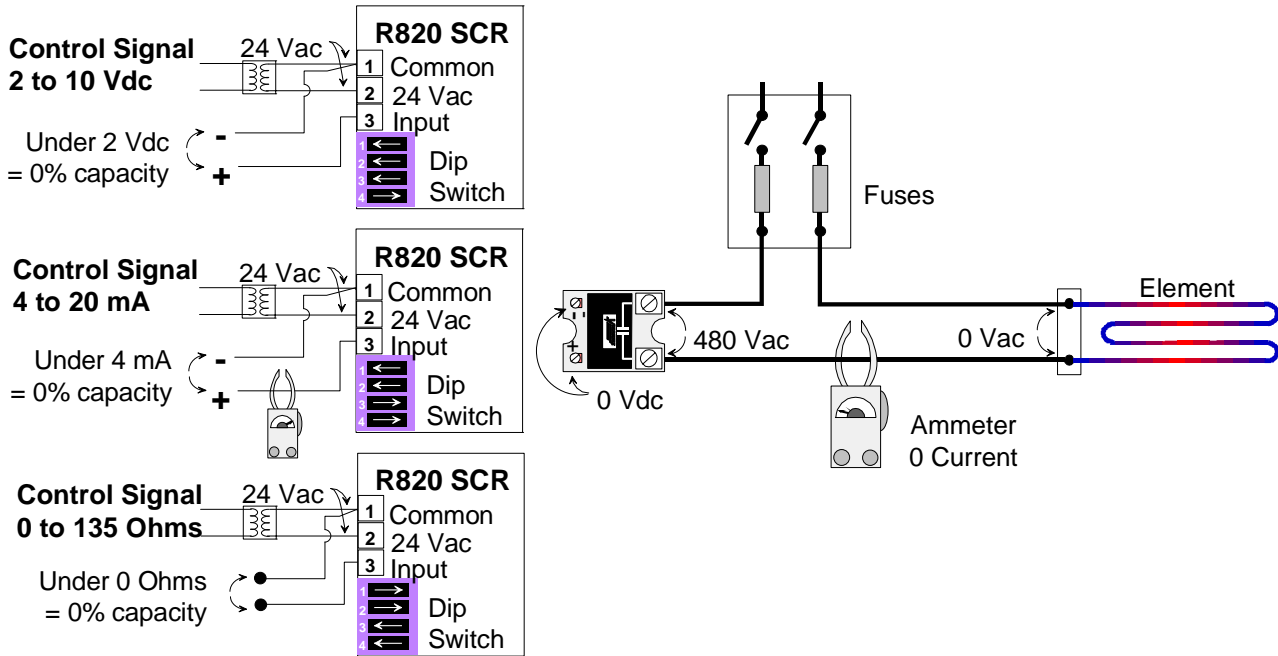 Control Signal
2 to 10 Vdc
24 Vac
R820 SCR
1 Common
2 24 Vac
3 Input
Under 2 Vdc
= 0% capacity
-
+
1
2
3
4
Dip
Switch
Control Signal
4 to 20 mA
24 Vac
R820 SCR
1 Common
2 24 Vac
3 Input
Under 4 mA
= 0% capacity
-
+
1
2
3
4
Dip
Switch
Control Signal
0 to 135 Ohms
24 Vac
R820 SCR
1 Common
2 24 Vac
3 Input
Under 0 Ohms
= 0% capacity
1
2
3
4
Dip
Switch
Fuses
-
+
480 Vac
0 Vdc
0 Vac
Element
Ammeter
0 Current